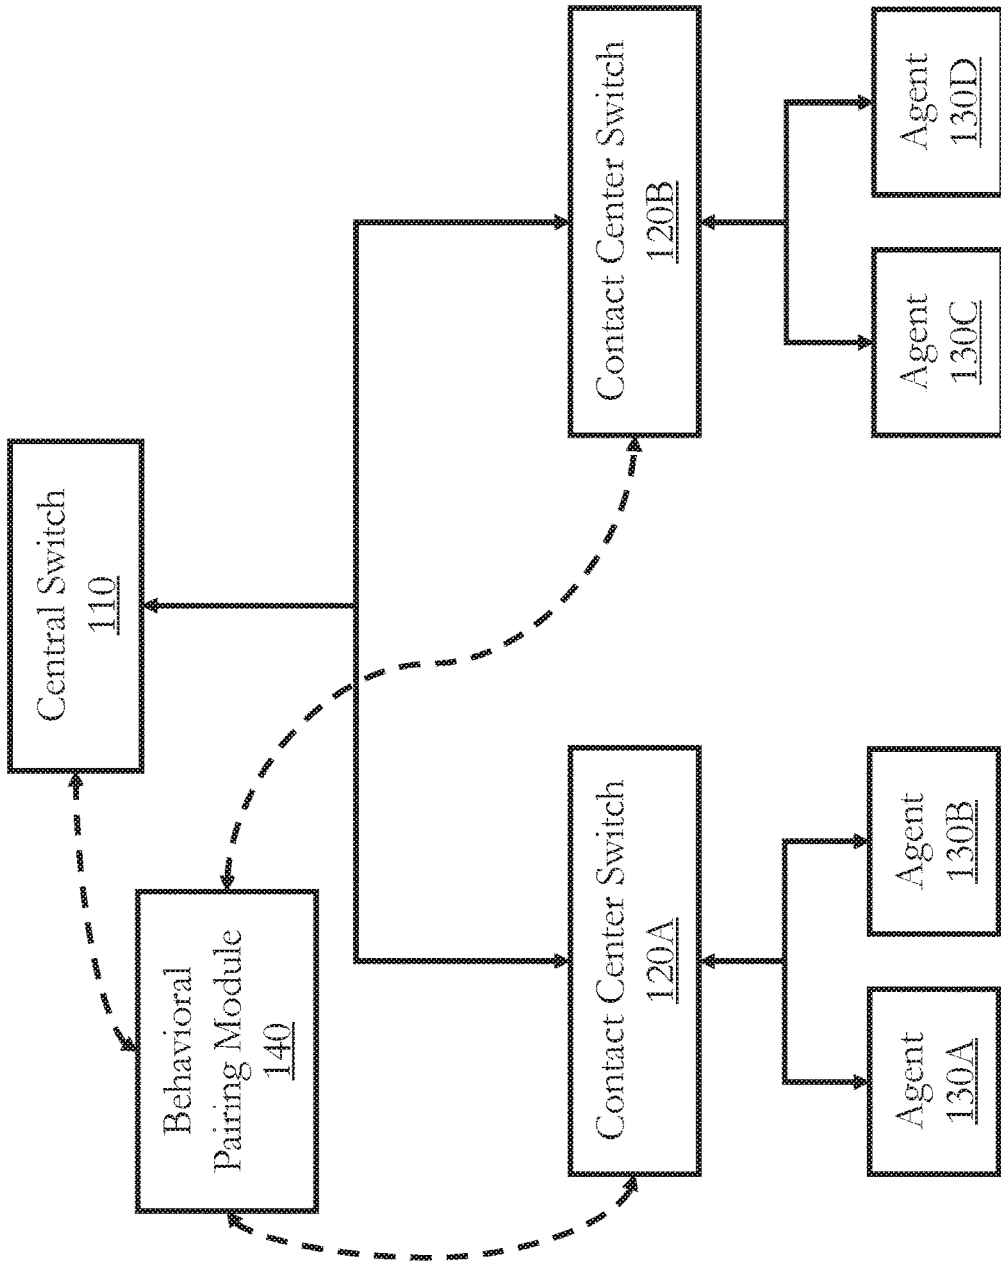 Central Switch
110
Behavioral
Pairing Module
140
Contact Center Switch
120A
Contact Center Switch
120B
Agent
130A
Agent
130B
Agent
130C
Agent
130D